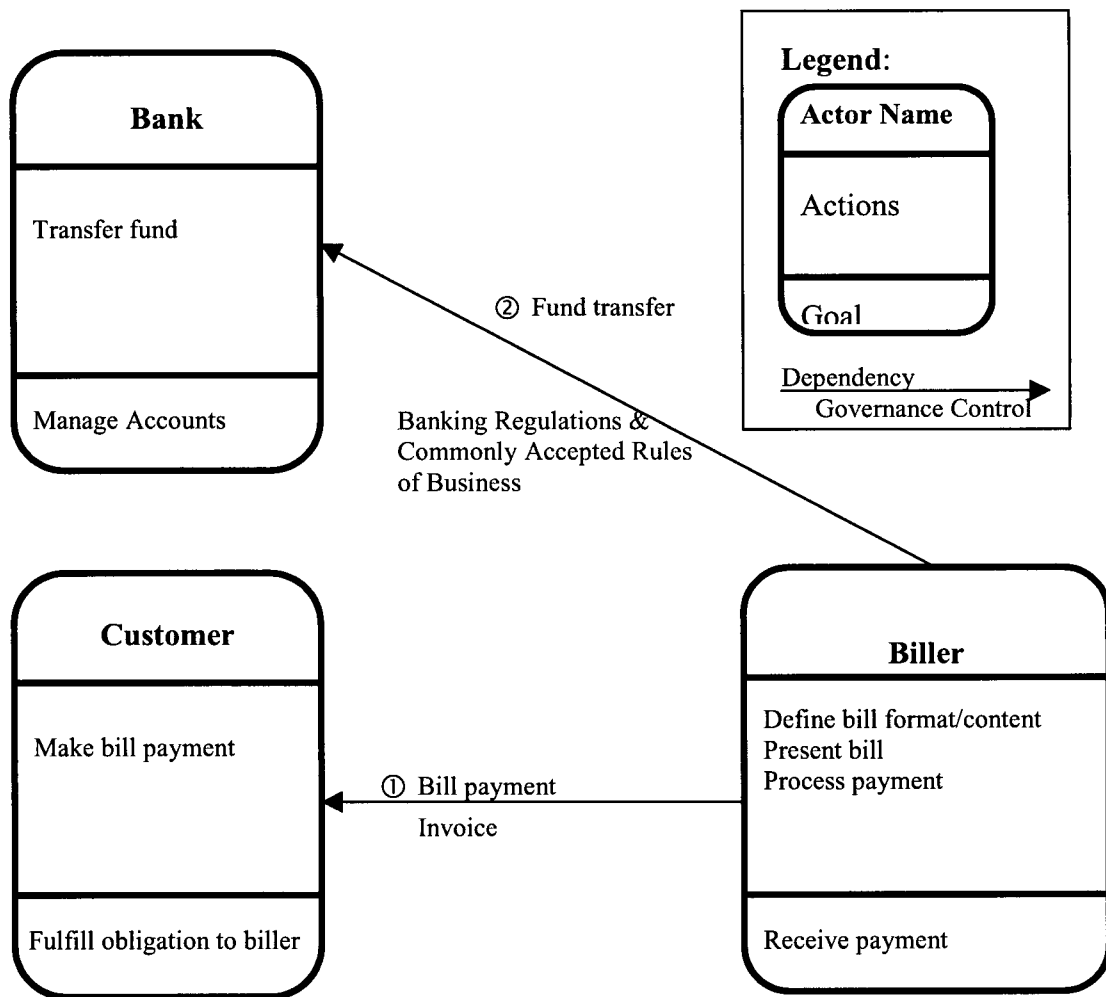 Bank
Transfer fund
Manage Accounts
Legend:
Actor Name
Actions
Goal
Dependency
Governance Control
② Fund transfer
Banking Regulations &
Commonly Accepted Rules
of Business
Customer
Make bill payment
Fulfill obligation to biller
① Bill payment
Invoice
Biller
Define bill format/content
Present bill
Process payment
Receive payment